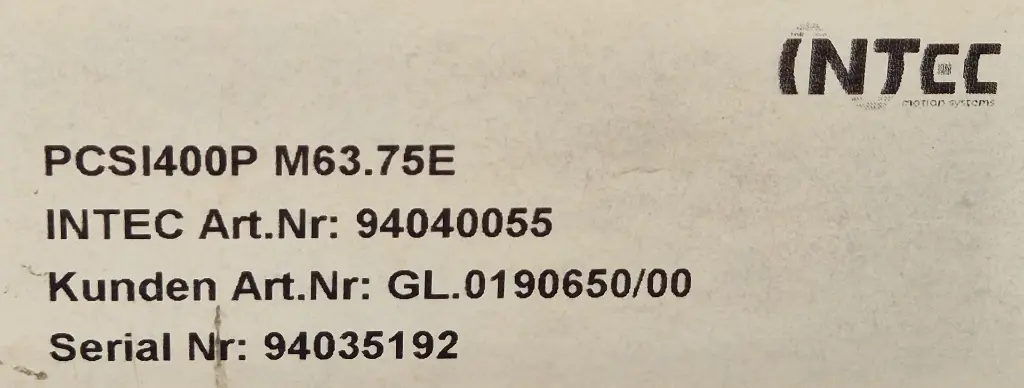 INTEC
motion systems
PCSI400P M63.75E
INTEC Art.Nr: 94040055
Kunden Art.Nr: GL.0190650/00
Serial Nr: 94035192